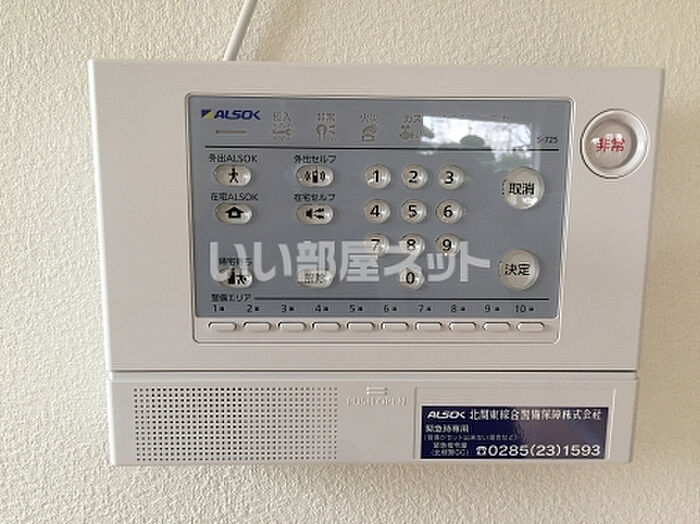 ALSOK 侵入 非常 火災 ガス
S-725
非常
外出ALSOK 外出セルフ
1 2 3 取消
在宅ALSOK 在宅セルフ
4 5 6
7 8 9
いい部屋ネット
解除 0 決定
警備エリア
1 2 3 4 5 6 7 8 9 10
PUSH OPEN
ALSOK 北関東綜合警備保障株式会社
緊急時専用
☎0285(23)1593